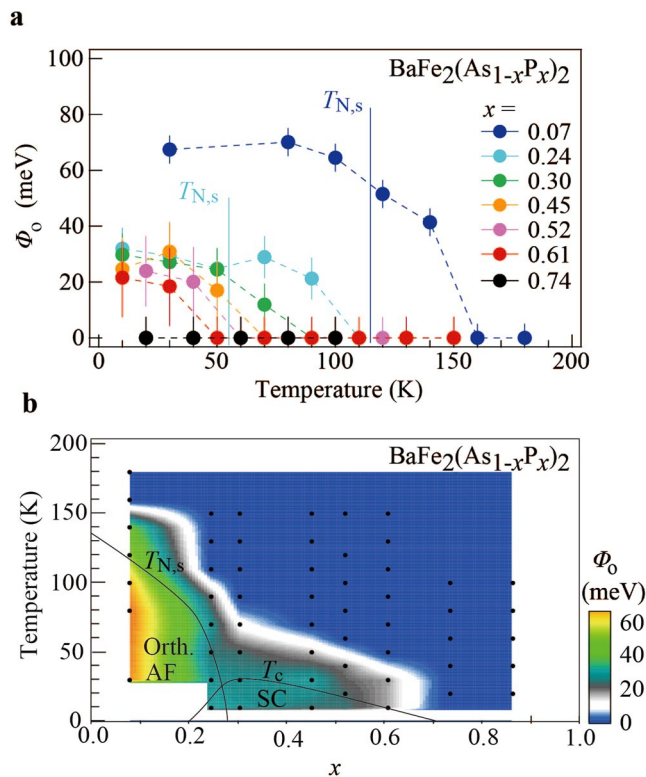 a
BaFe2(As1-xPx)2
100
80
60
40
20
0
Φo (meV)
TN,s
TN,s
x =
0.07
0.24
0.30
0.45
0.52
0.61
0.74
0
50
100
150
200
Temperature (K)
b
BaFe2(As1-xPx)2
200
150
100
50
0
Temperature (K)
TN,s
Orth.
AF
Tc
SC
Φo
(meV)
60
40
20
0
0.0
0.2
0.4
0.6
0.8
1.0
x